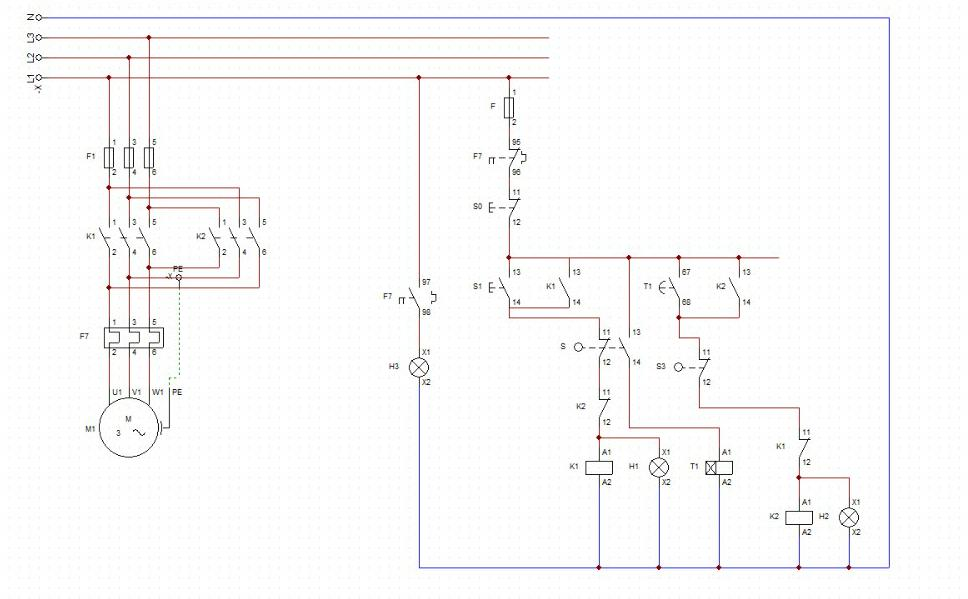 N
L3
L2
L1
-X
F1
1
3
5
2
4
6
K1
1
3
5
2
4
6
K2
1
3
5
2
4
6
-X
PE
F7
1
3
5
2
4
6
U1
V1
W1
PE
M1
M
3
F7
97
98
H3
X1
X2
F
1
2
F7
95
96
S0
11
12
S1
13
14
K1
13
14
T1
67
68
K2
13
14
S
11
12
13
14
S3
11
12
K2
11
12
K1
11
12
K1
A1
A2
H1
X1
X2
T1
A1
A2
K2
A1
A2
H2
X1
X2